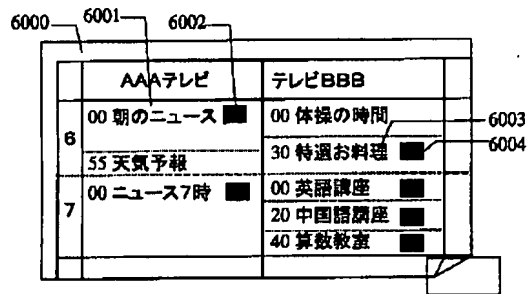 6000
6001
6002
AAAテレビ
テレビBBB
6
00 朝のニュース
00 体操の時間
6003
30 特選お料理
6004
55 天気予報
7
00 ニュース7時
00 英語講座
20 中国語講座
40 算数教室